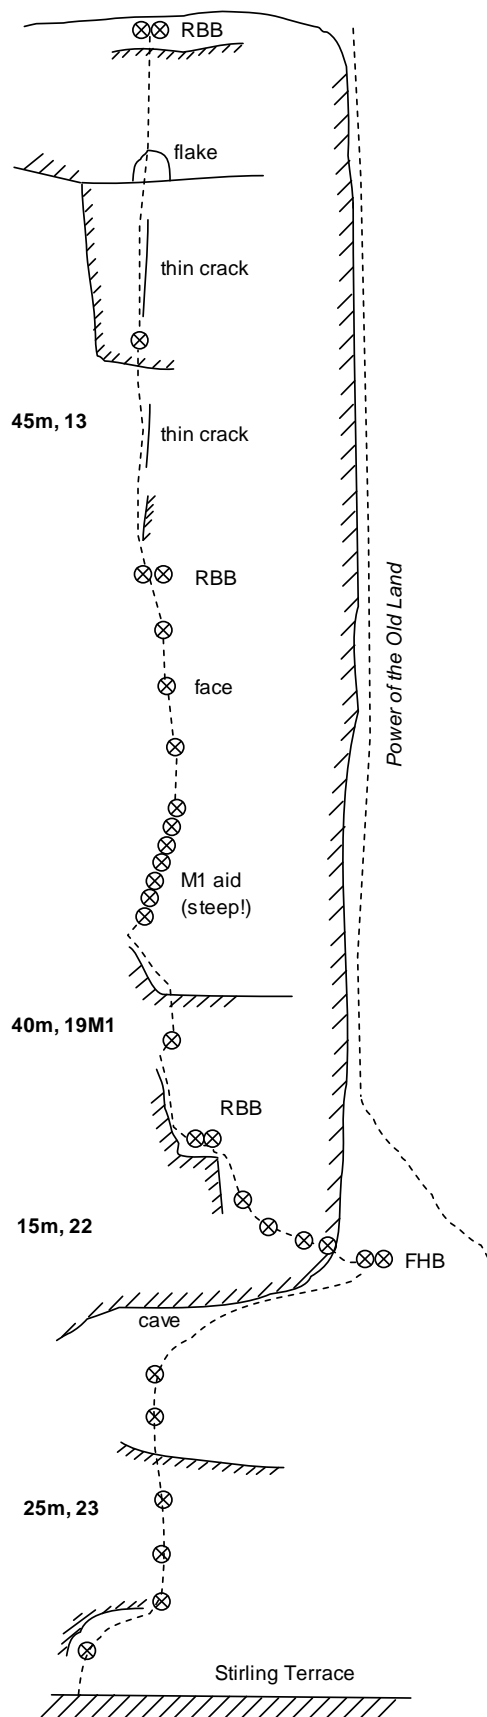 RBB
flake
thin crack
45m, 13
thin crack
RBB
face
Power of the Old Land
M1 aid
(steep!)
40m, 19M1
RBB
15m, 22
FHB
cave
25m, 23
Stirling Terrace